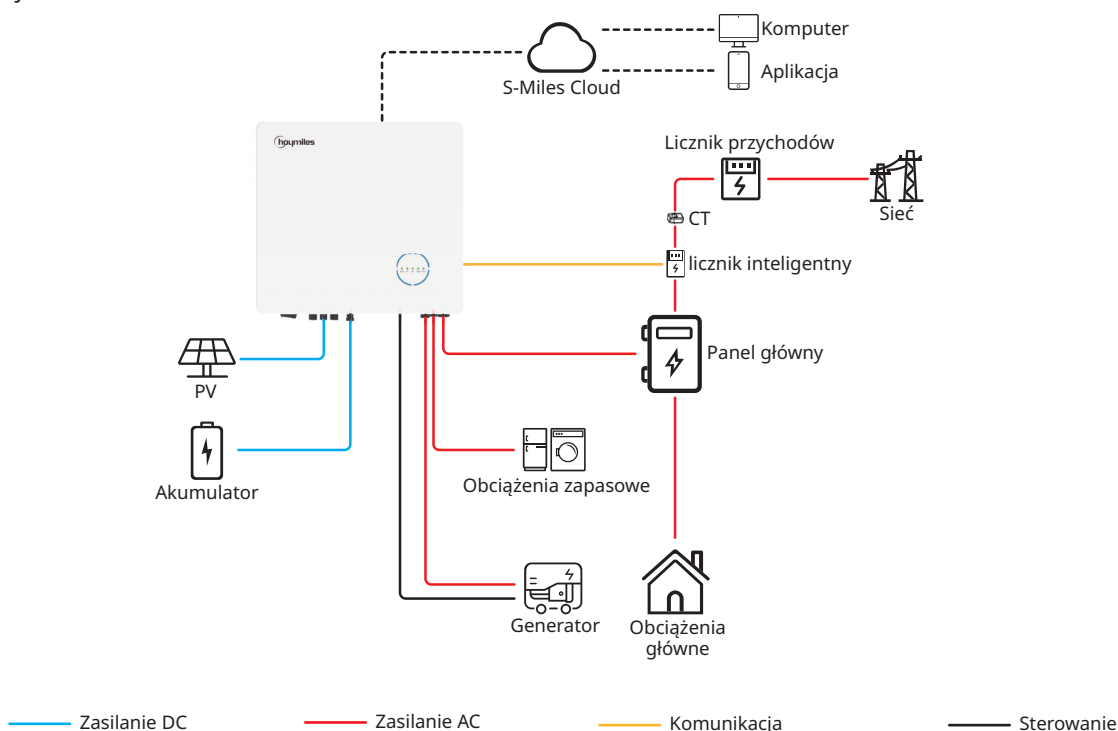 Komputer
S-Miles Cloud
Aplikacja
hoymiles
Licznik przychodów
Sieć
CT
licznik inteligentny
Panel główny
PV
Akumulator
Obciążenia zapasowe
Generator
Obciążenia
główne
Zasilanie DC
Zasilanie AC
Komunikacja
Sterowanie